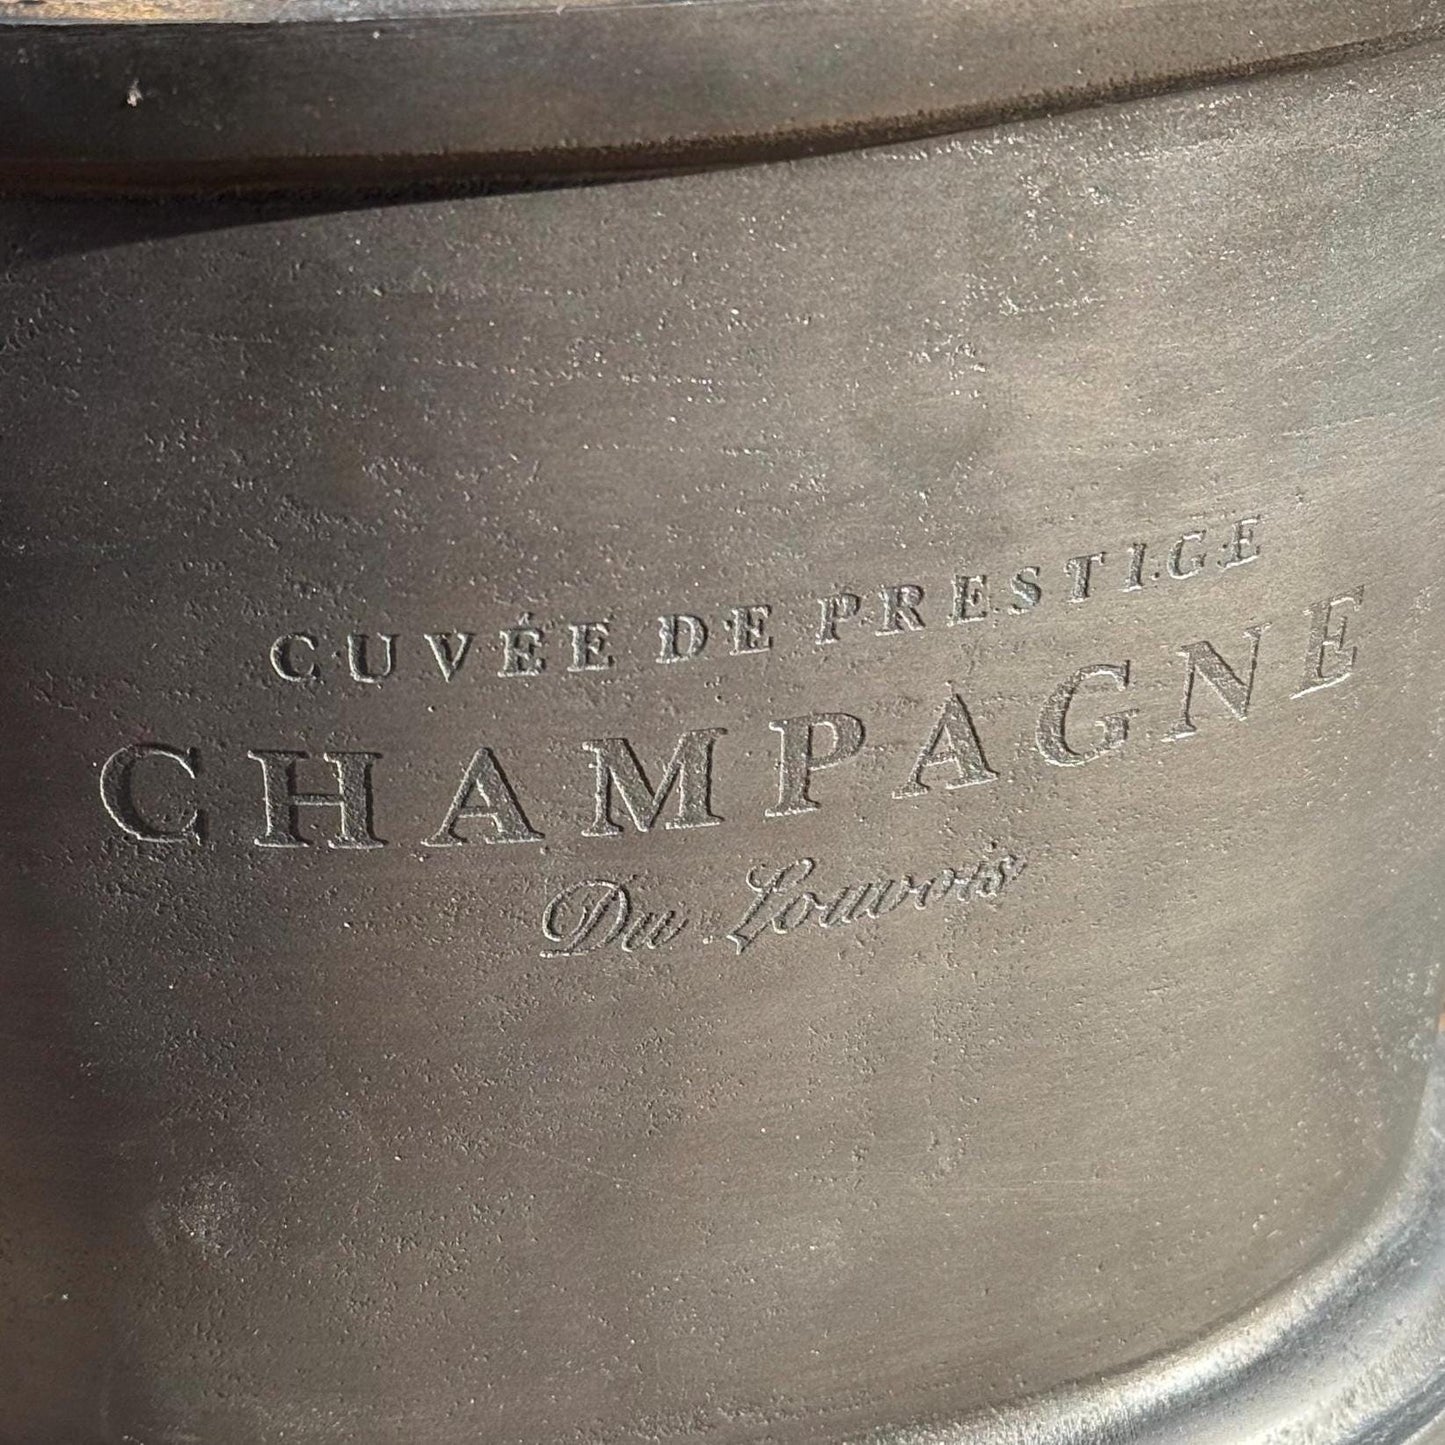 CUVÉE DE PRESTIGE
CHAMPAGNE
Du Louvois